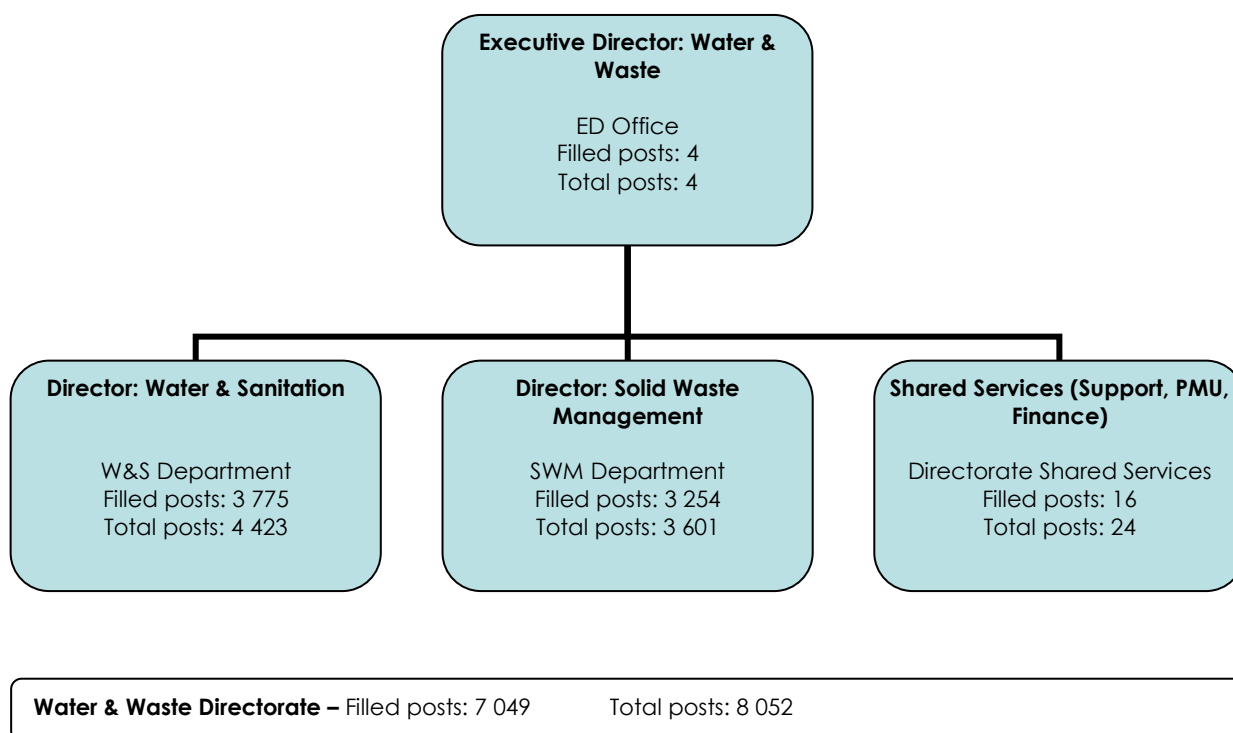 Executive Director: Water &
Waste
ED Office
Filled posts: 4
Total posts: 4
Director: Water & Sanitation
W&S Department
Filled posts: 3 775
Total posts: 4 423
Director: Solid Waste
Management
SWM Department
Filled posts: 3 254
Total posts: 3 601
Shared Services (Support, PMU,
Finance)
Directorate Shared Services
Filled posts: 16
Total posts: 24
Water & Waste Directorate – Filled posts: 7 049 Total posts: 8 052